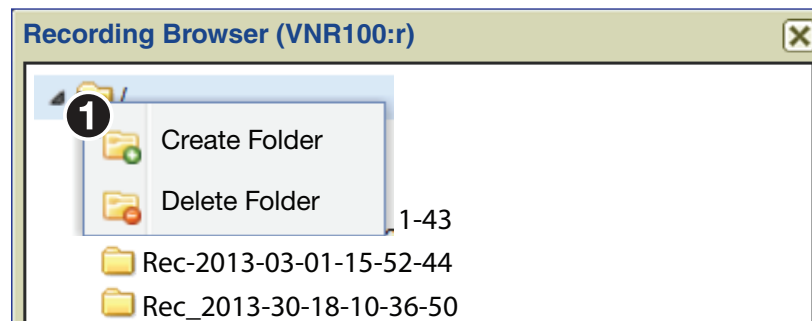 Recording Browser (VNR100:r)
/
1
Create Folder
Delete Folder
_1-43
Rec-2013-03-01-15-52-44
Rec_2013-30-18-10-36-50